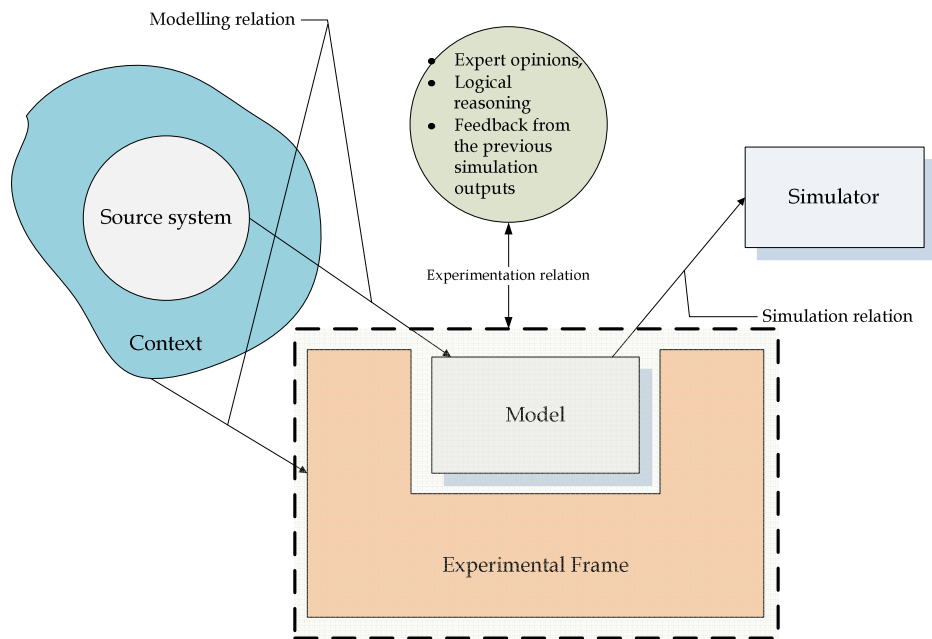 Modelling relation
● Expert opinions,
● Logical
reasoning
● Feedback from
the previous
simulation
outputs
Source system
Simulator
Experimentation relation
Simulation relation
Context
Model
Experimental Frame